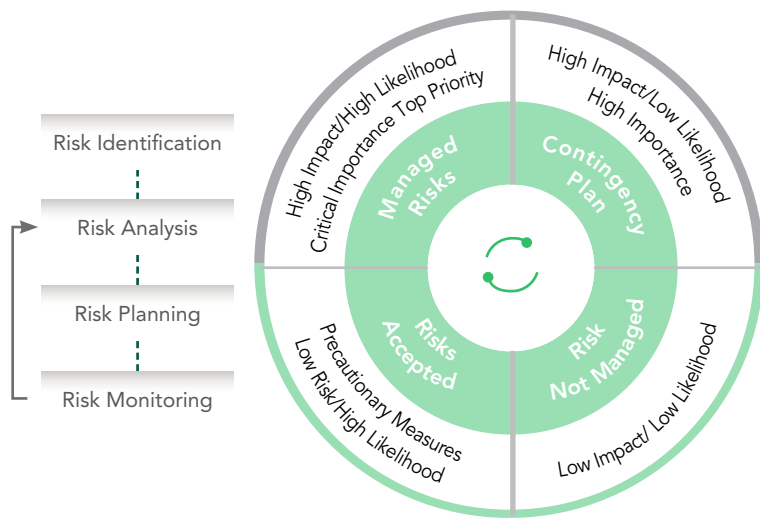 Risk Identification
Risk Analysis
Risk Planning
Risk Monitoring
High Impact/High Likelihood
Critical Importance Top Priority
Managed
Risks
High Impact/Low Likelihood
High Importance
Contingency
Plan
Risks
Accepted
Precautionary Measures
Low Risk/High Likelihood
Risk
Not Managed
Low Impact/ Low Likelihood